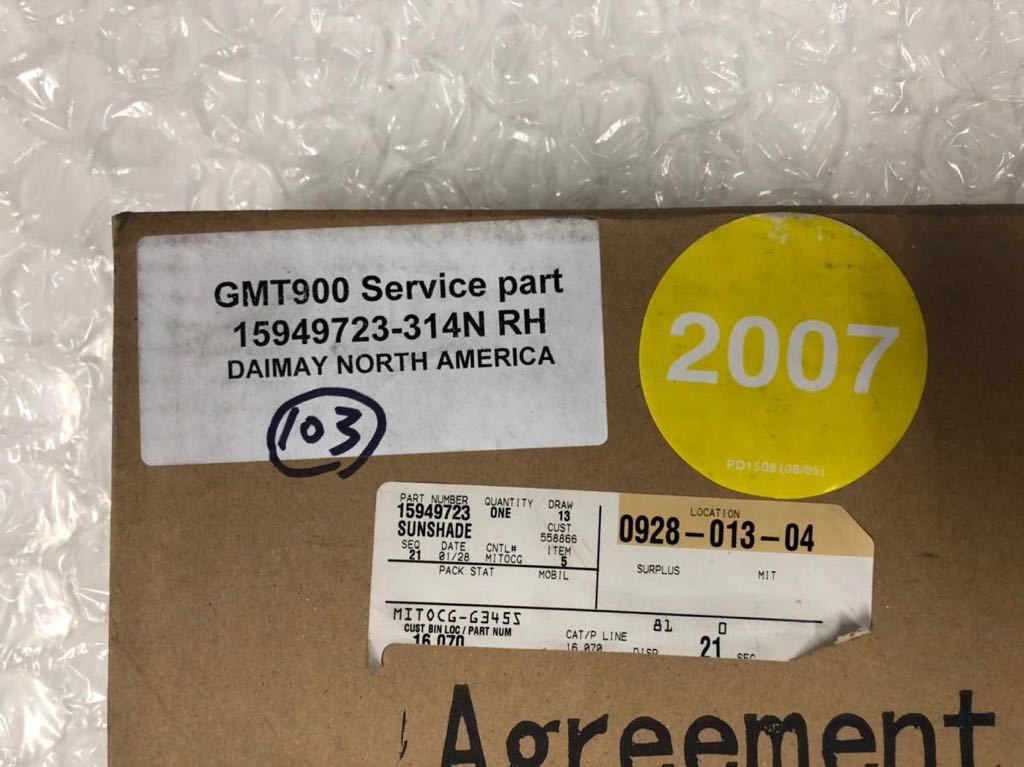 GMT900 Service part
15949723-314N RH
DAIMAY NORTH AMERICA
103
2007
PD1508 (08/05)
PART NUMBER QUANTITY DRAW
15949723 ONE 13
SUNSHADE CUST
558866
SEQ DATE CNTL# ITEM
21 01/28 MITOCG 5
PACK STAT MOBIL
LOCATION
0928-013-04
SURPLUS MIT
MITOCG-G345S
81 0
CUST BIN LOC / PART NUM
16.070
CAT/P LINE
16.070 DISP 21 SEC
Agreement